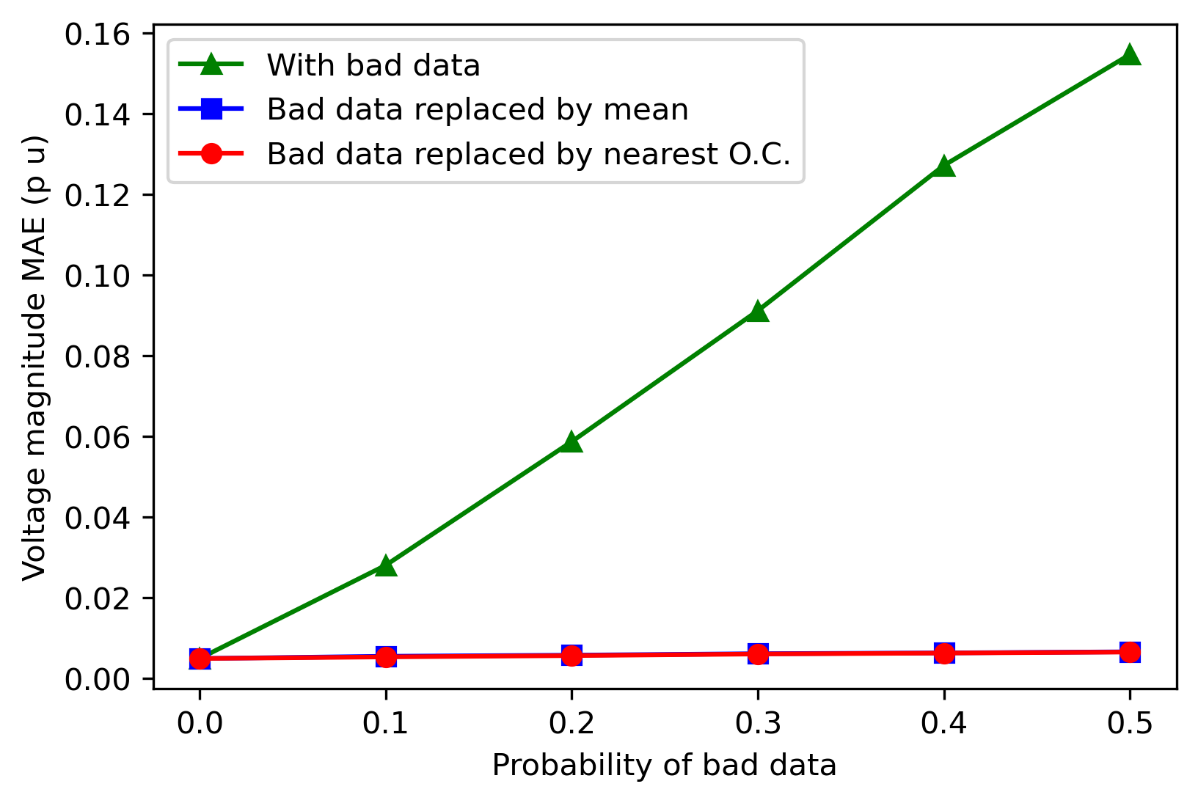 With bad data
Bad data replaced by mean
Bad data replaced by nearest O.C.
Voltage magnitude MAE (p u)
0.16
0.14
0.12
0.10
0.08
0.06
0.04
0.02
0.00
0.0 0.1 0.2 0.3 0.4 0.5
Probability of bad data